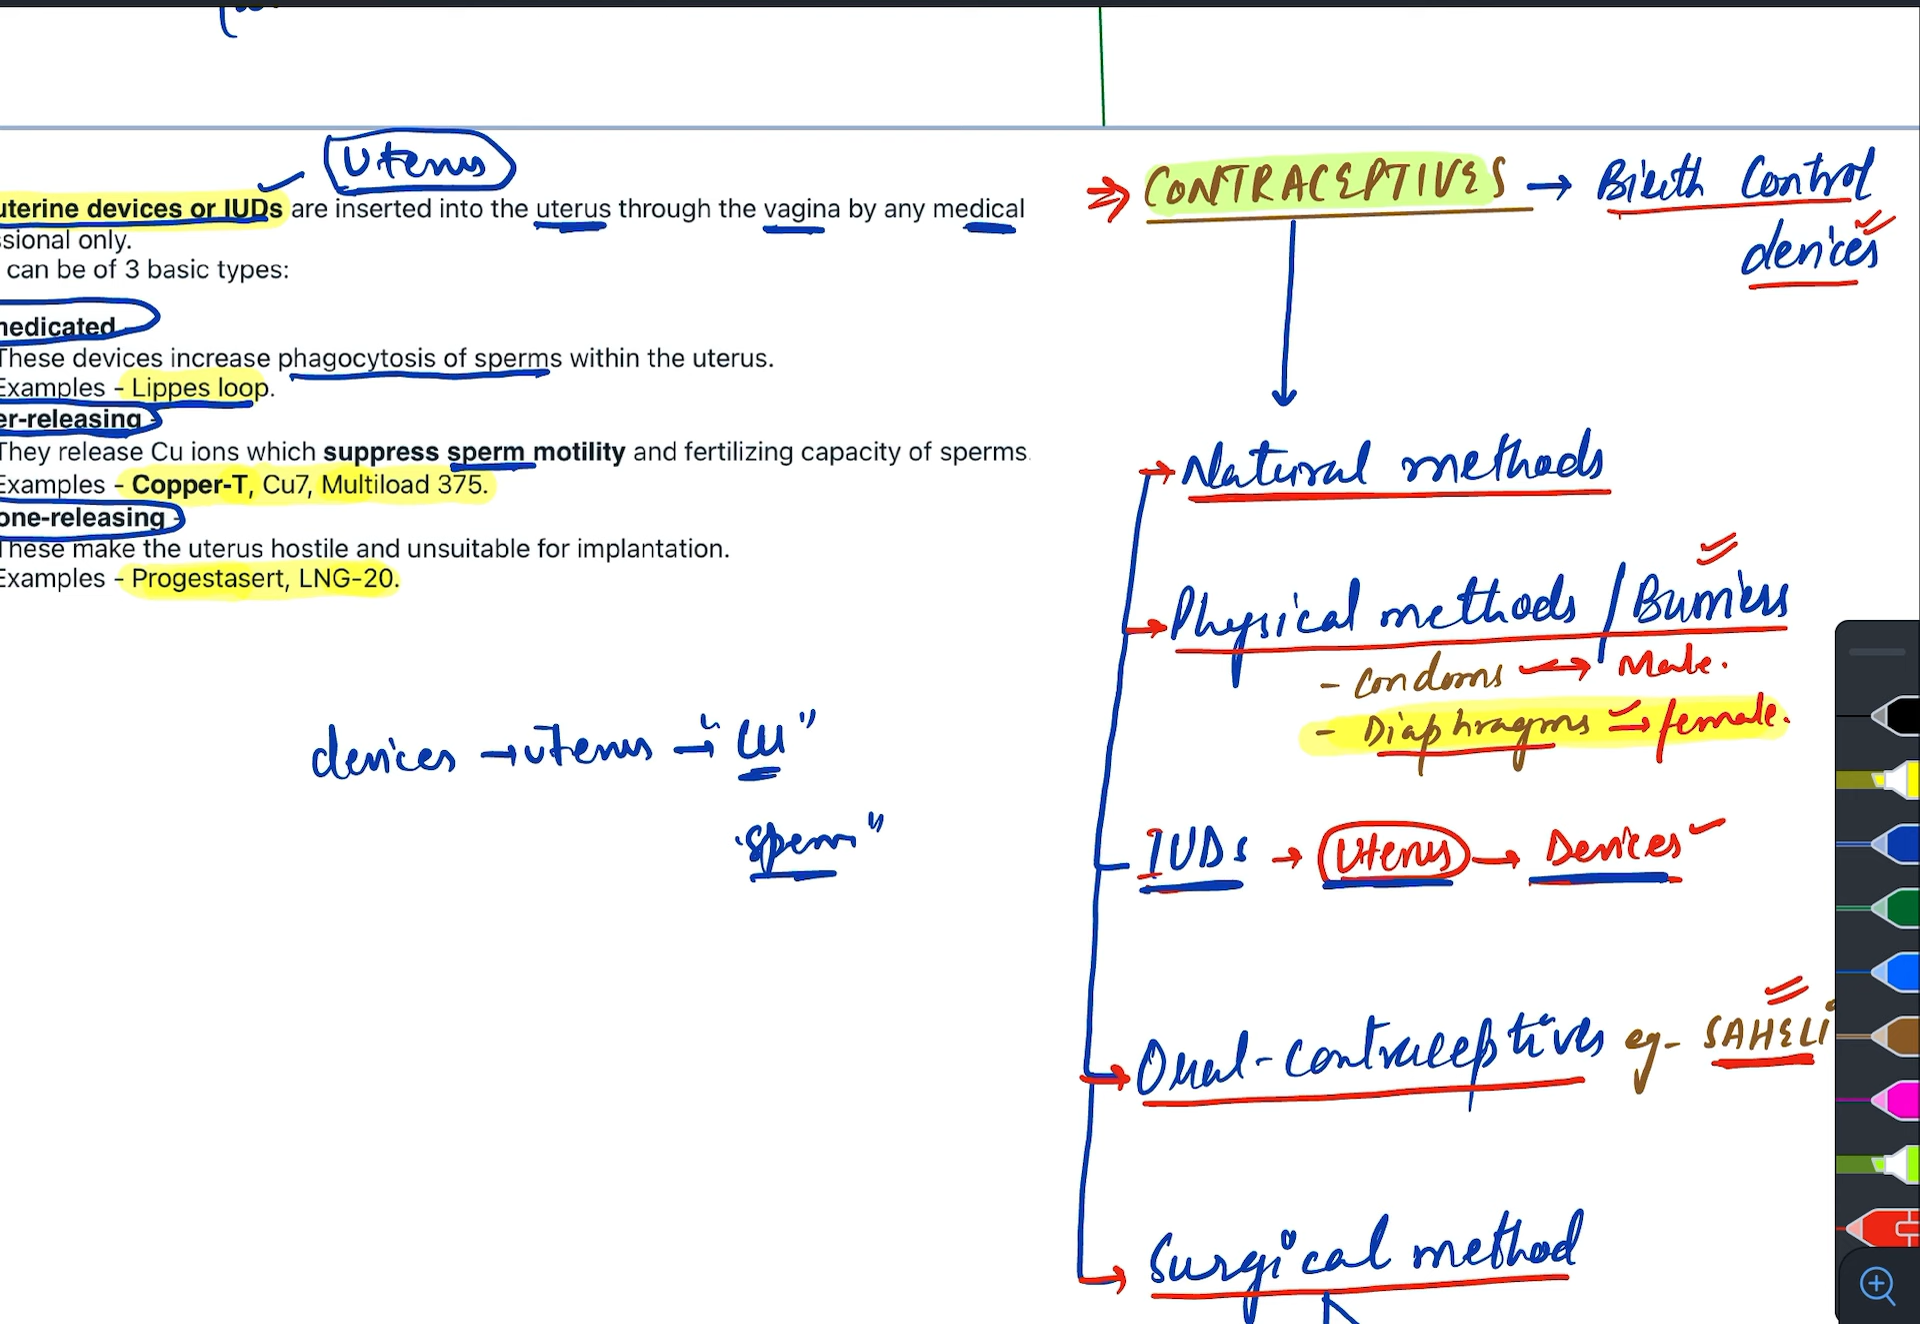 Uterus
uterine devices or IUDs are inserted into the uterus through the vagina by any medical
ssional only.
can be of 3 basic types:
nedicated
These devices increase phagocytosis of sperms within the uterus.
Examples - Lippes loop.
er-releasing
They release Cu ions which suppress sperm motility and fertilizing capacity of sperms.
Examples - Copper-T, Cu7, Multiload 375.
one-releasing -
These make the uterus hostile and unsuitable for implantation.
Examples - Progestasert, LNG-20.
devices → uterus → "Cu"
"sperm"
⇒ CONTRACEPTIVES → Birth Control
devices
→ Natural methods
→ Physical methods / Barriers
- Condoms → Male.
- Diaphragms → female.
IUDs → Uterus → Devices
→ Oral-contraceptives eg- SAHELI
→ Surgical method